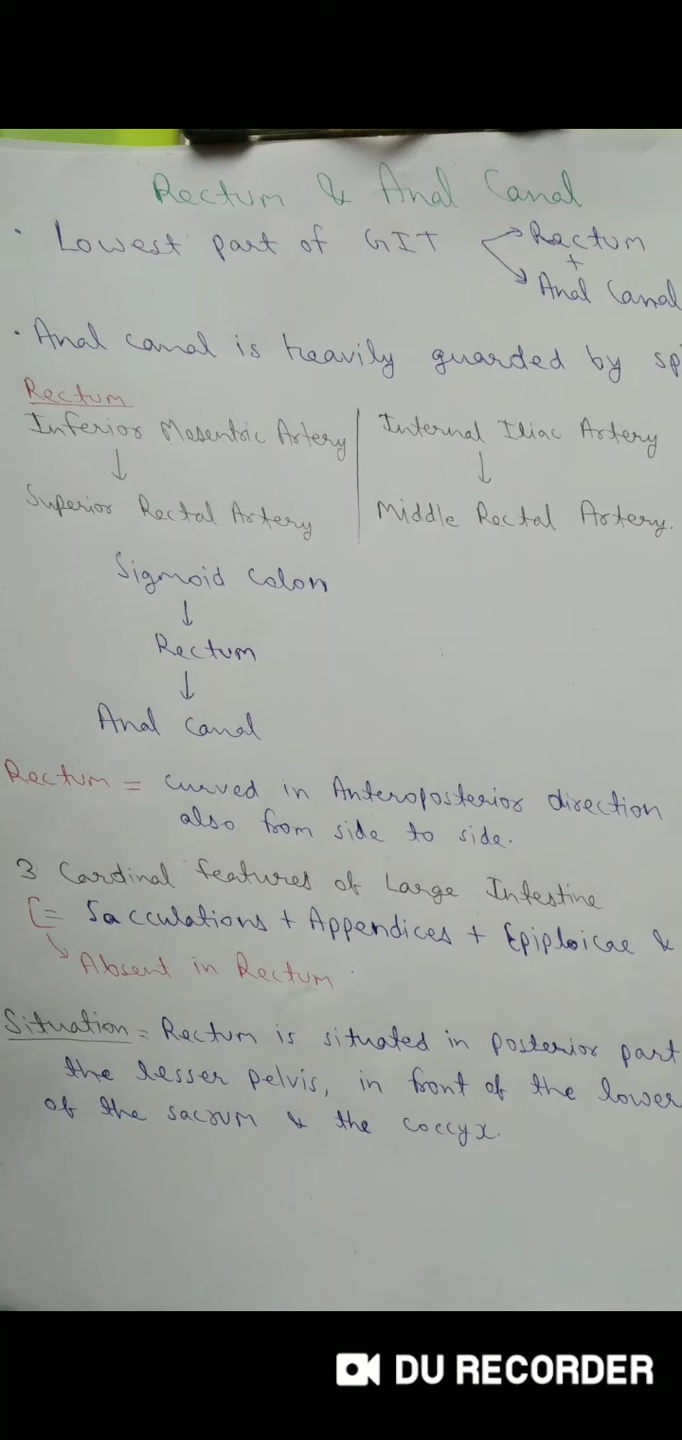 Rectum & Anal Canal
· Lowest part of GIT → Rectum
+
→ Anal Canal
· Anal canal is heavily guarded by sp
Rectum
Inferior Mesentric Artery | Internal Iliac Artery
↓ ↓
Superior Rectal Artery | Middle Rectal Artery.
Sigmoid colon
↓
Rectum
↓
Anal canal
Rectum = curved in Anteroposterior direction
also from side to side.
3 Cardinal features of Large Intestine
[= Sacculations + Appendices + Epiploicae &
↳ Absent in Rectum
Situation = Rectum is situated in posterior part
the lesser pelvis, in front of the lower
of the sacrum & the coccyx.
DU RECORDER